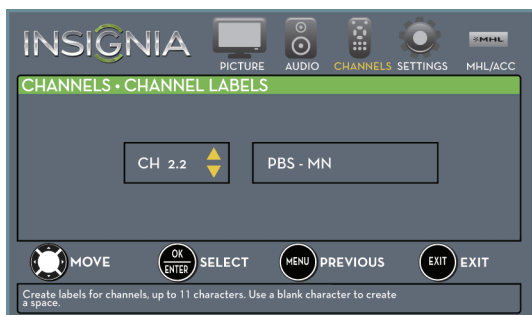 INSIGNIA
PICTURE AUDIO CHANNELS SETTINGS MHL/ACC
MHL
CHANNELS • CHANNEL LABELS
CH 2.2 PBS - MN
MOVE OK ENTER SELECT MENU PREVIOUS EXIT EXIT
Create labels for channels, up to 11 characters. Use a blank character to create
a space.